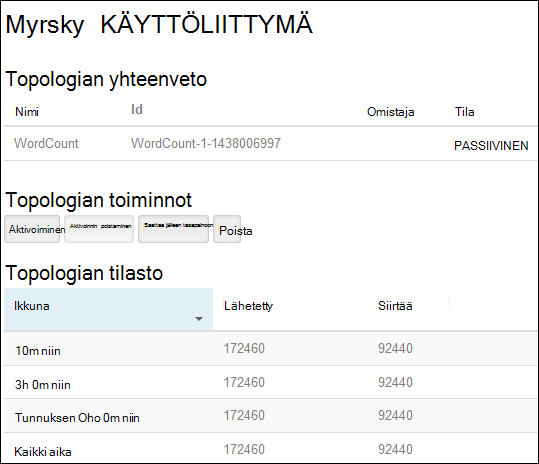 Myrsky KÄYTTÖLIITTYMÄ
Topologian yhteenveto
Nimi Id Omistaja Tila
WordCount WordCount-1-1438006997 PASSIIVINEN
Topologian toiminnot
Aktivoiminen Aktivoinnin poistaminen Saattaa jälleen tasapainoon Poista
Topologian tilasto
Ikkuna Lähetetty Siirtää
10m niin 172460 92440
3h 0m niin 172460 92440
Tunnuksen Oho 0m niin 172460 92440
Kaikki aika 172460 92440